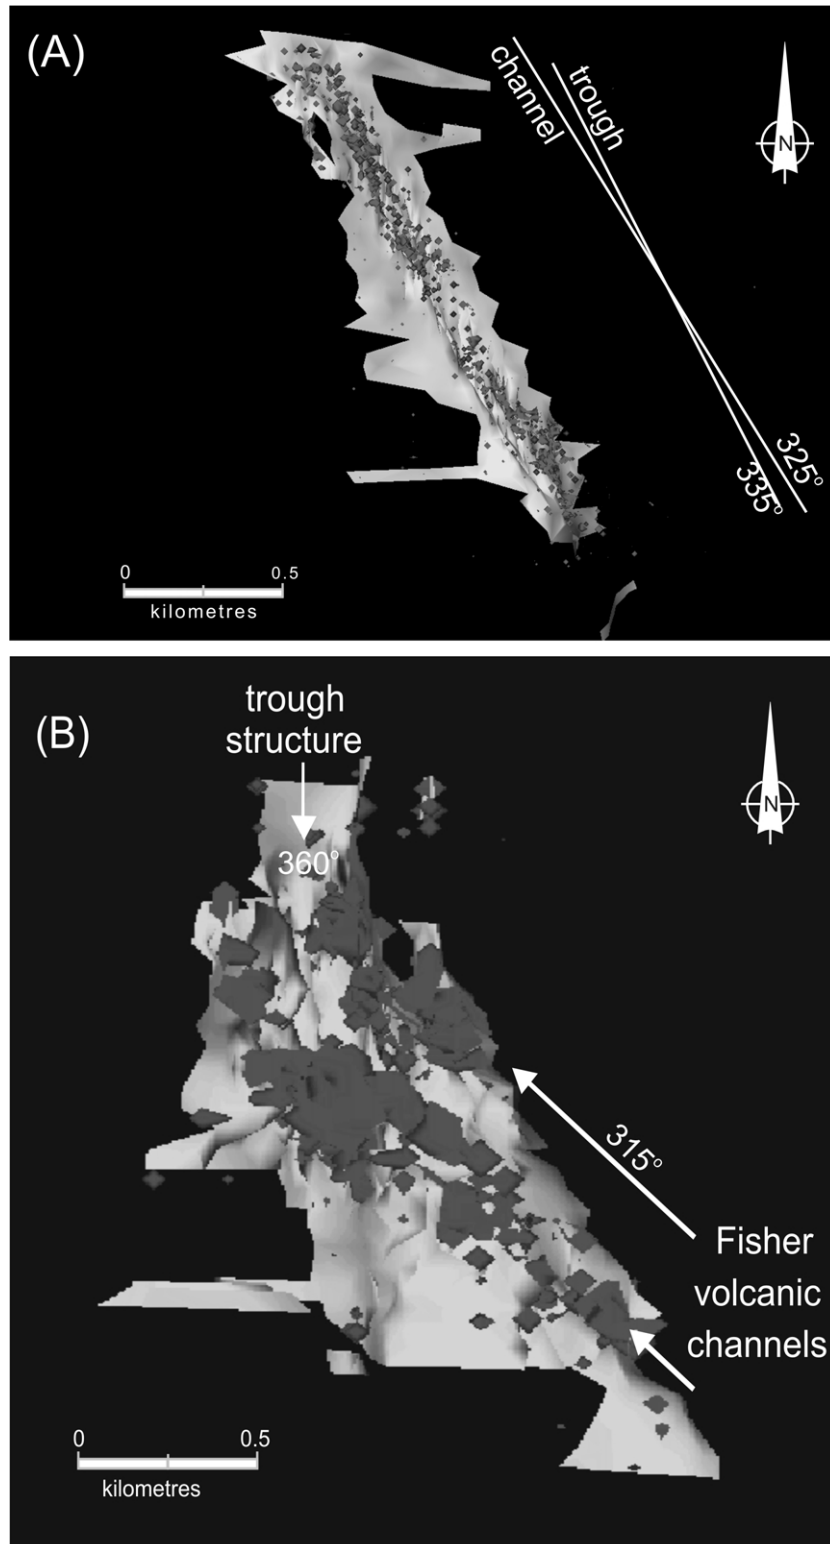 (A)
channel
trough
N
325°
335°
0 0.5
kilometres
(B)
trough
structure
N
360°
315°
Fisher
volcanic
channels
0 0.5
kilometres